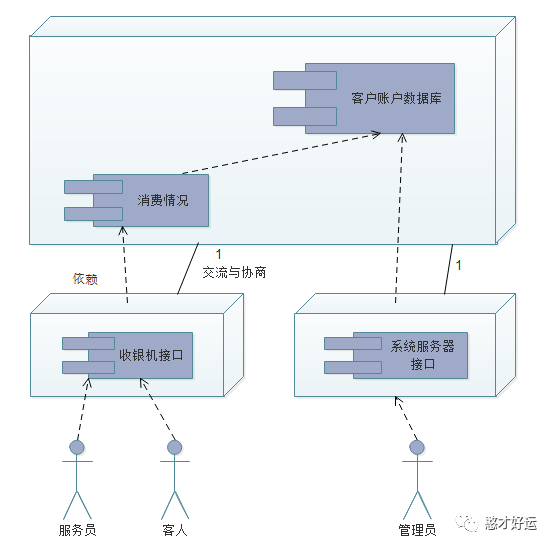 客户账户数据库
消费情况
依赖
1
交流与协商
1
收银机接口
系统服务器
接口
服务员
客人
管理员
憨才好运